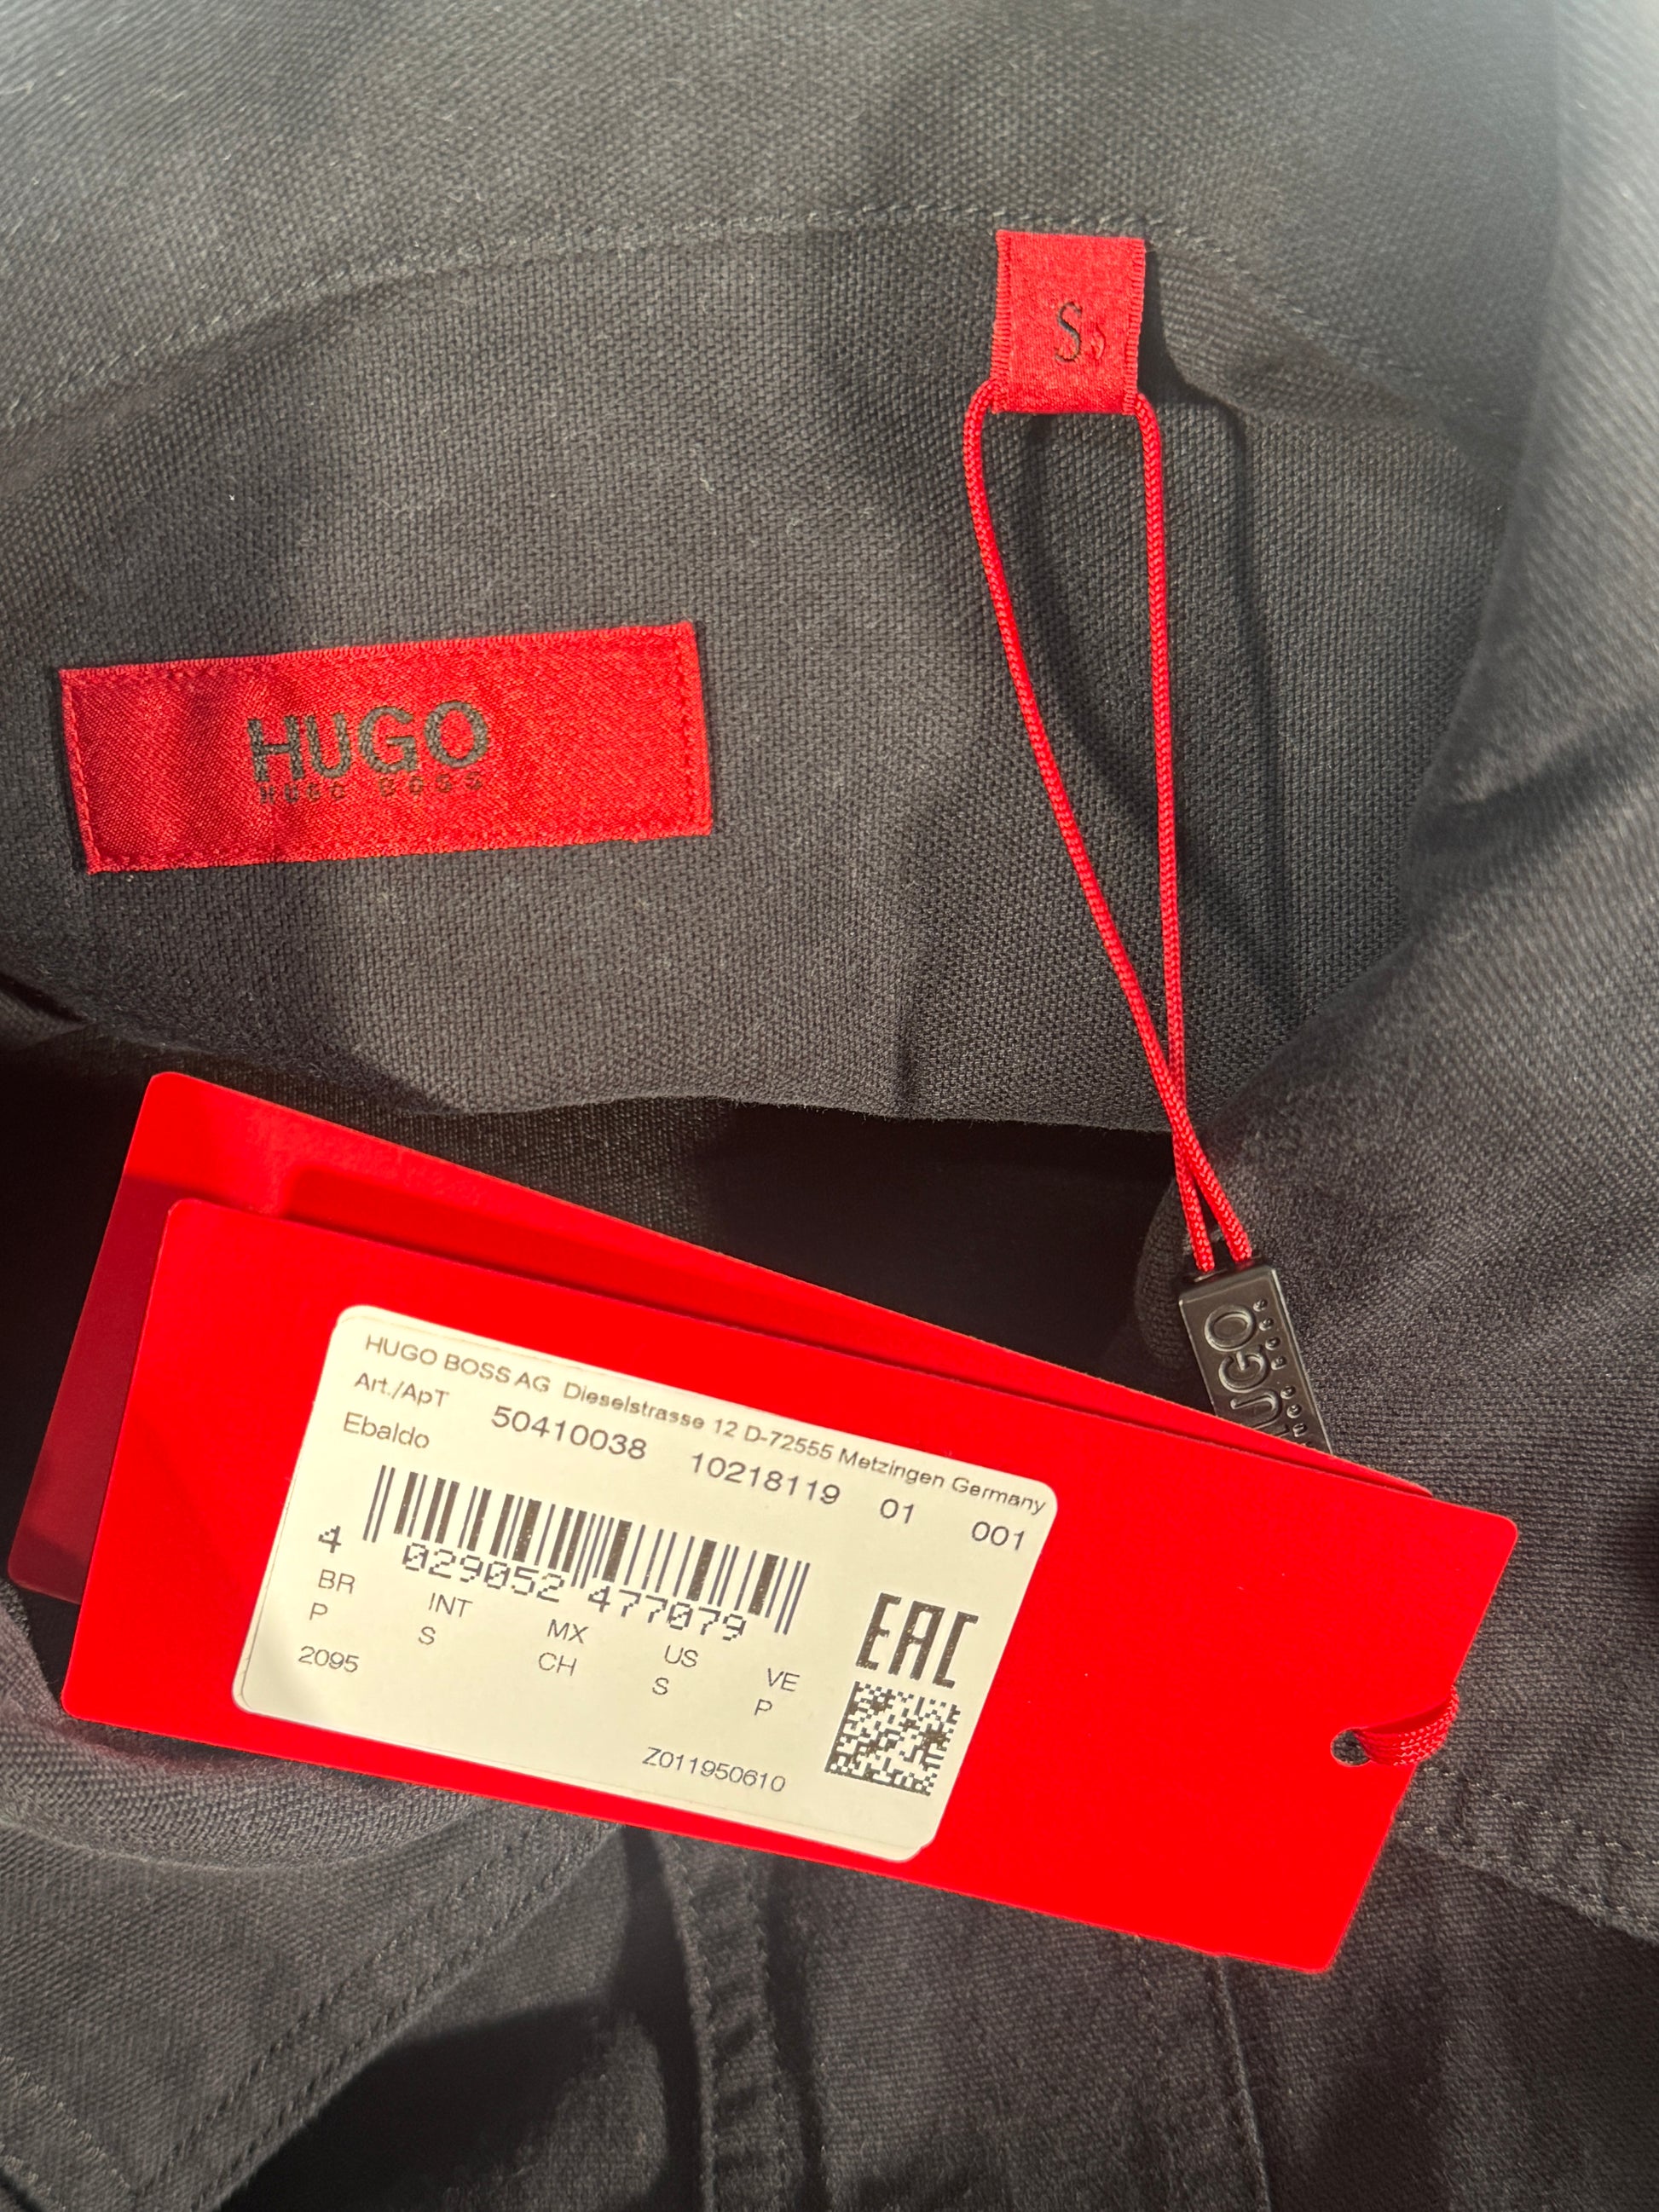 S
HUGO
HUGO BOSS
HUGO
HUGO BOSS AG Dieselstrasse 12 D-72555 Metzingen Germany
Art./ApT 50410038 10218119 01 001
Ebaldo
4 029052 477079
BR INT MX US VE
P S CH S P
2095
EAC
Z011950610